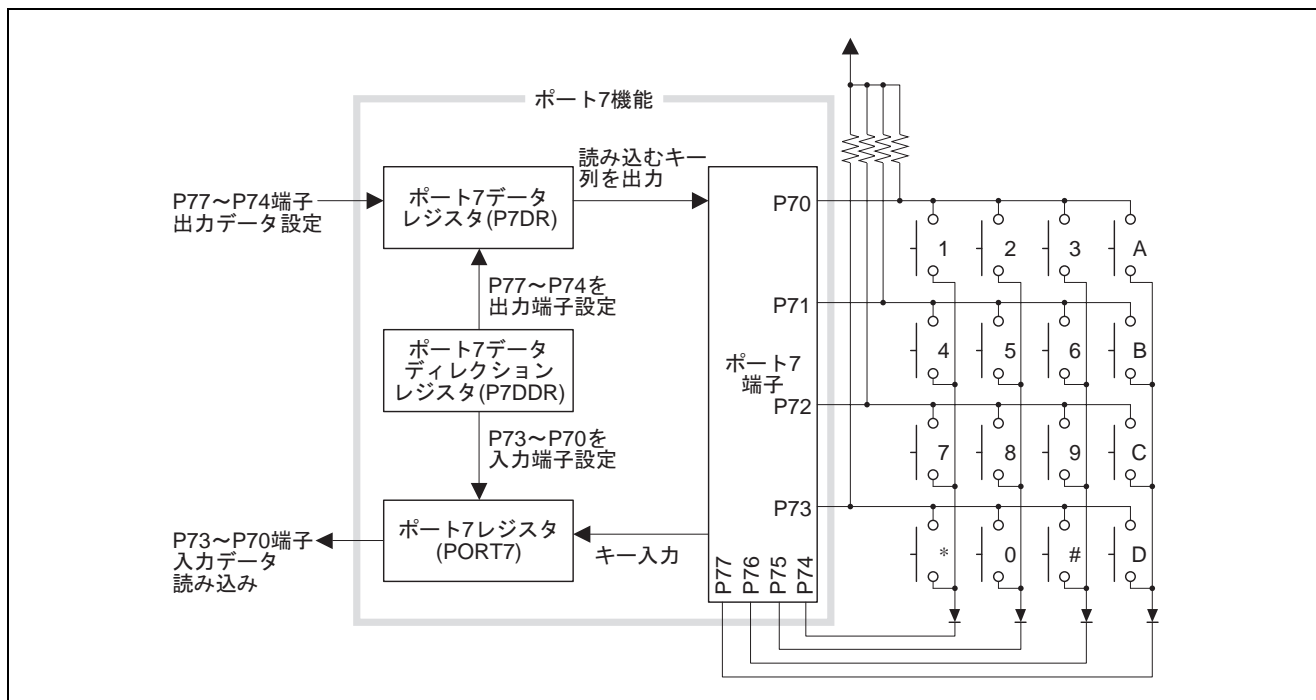 ポート7機能
P77～P74端子
出力データ設定
ポート7データ
レジスタ(P7DR)
読み込むキー
列を出力
P77～P74を
出力端子設定
ポート7データ
ディレクション
レジスタ(P7DDR)
P73～P70を
入力端子設定
P73～P70端子
入力データ
読み込み
ポート7レジスタ
(PORT7)
キー入力
ポート7
端子
P70
P71
P72
P73
P77 P76 P75 P74
1 2 3 A
4 5 6 B
7 8 9 C
* 0 # D